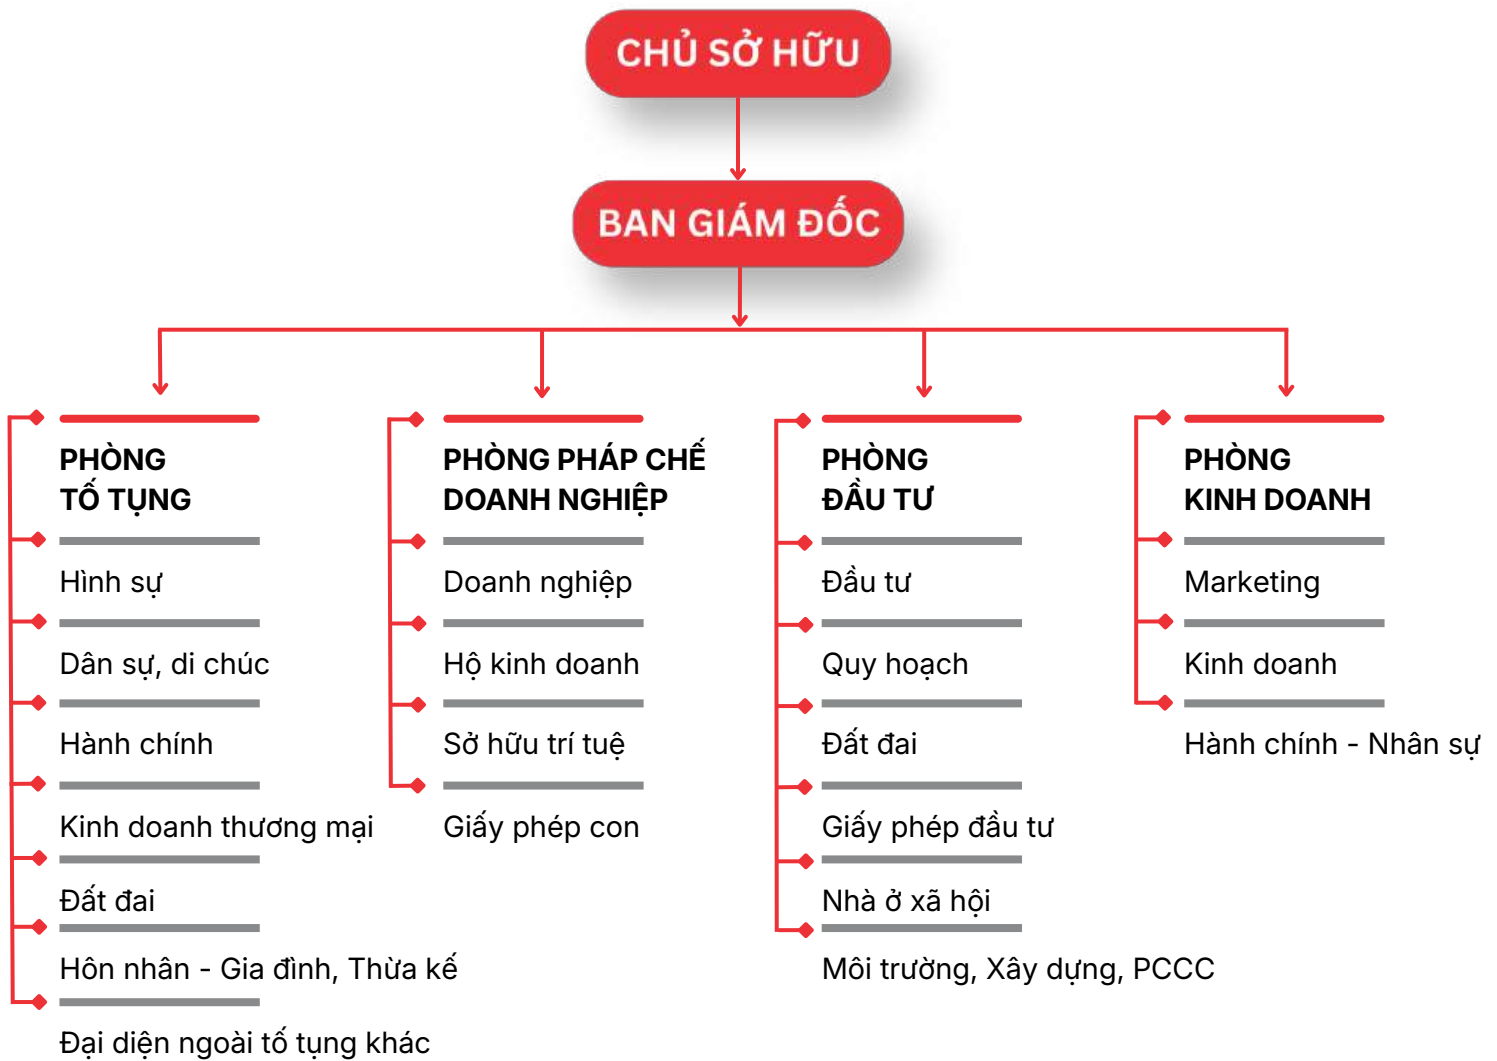 CHỦ SỞ HỮU
BAN GIÁM ĐỐC
PHÒNG
TỐ TỤNG
Hình sự
Dân sự, di chúc
Hành chính
Kinh doanh thương mại
Đất đai
Hôn nhân - Gia đình, Thừa kế
Đại diện ngoài tố tụng khác
PHÒNG PHÁP CHẾ
DOANH NGHIỆP
Doanh nghiệp
Hộ kinh doanh
Sở hữu trí tuệ
Giấy phép con
PHÒNG
ĐẦU TƯ
Đầu tư
Quy hoạch
Đất đai
Giấy phép đầu tư
Nhà ở xã hội
Môi trường, Xây dựng, PCCC
PHÒNG
KINH DOANH
Marketing
Kinh doanh
Hành chính - Nhân sự